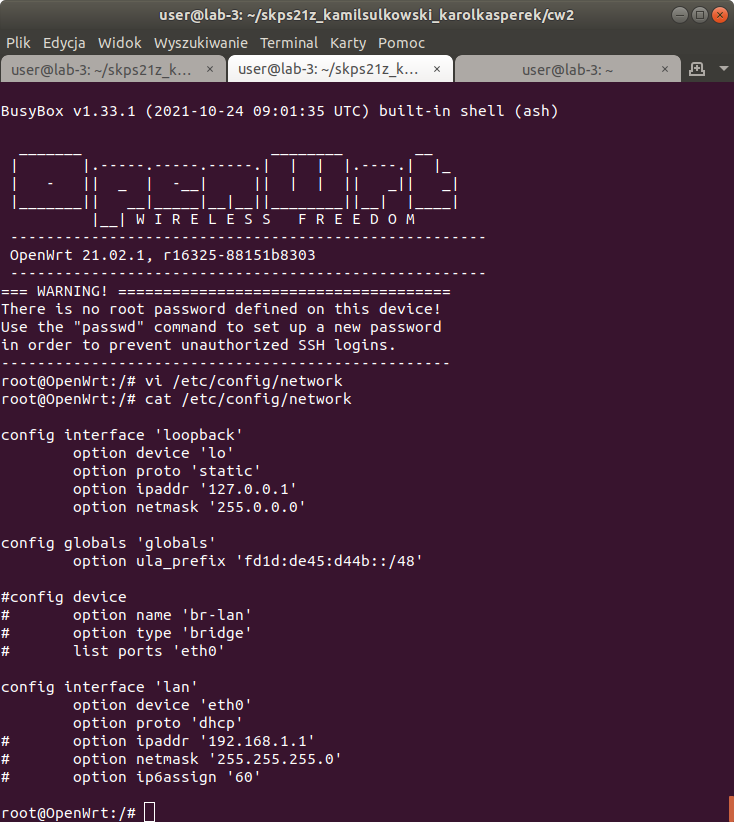 user@lab-3: ~/skps21z_kamilsulkowski_karolkasperek/cw2
Plik Edycja Widok Wyszukiwanie Terminal Karty Pomoc
user@lab-3: ~/skps21z_k… × user@lab-3: ~/skps21z_k… × user@lab-3: ~ ×
BusyBox v1.33.1 (2021-10-24 09:01:35 UTC) built-in shell (ash)
  _______                     ________        __
 |       |.-----.-----.-----.|  |  |  |.----.|  |_
 |   -   ||  _  |  -__|     ||  |  |  ||   _||   _|
 |_______||   __|_____|__|__||________||__|  |____|
          |__| W I R E L E S S   F R E E D O M
 -----------------------------------------------------
 OpenWrt 21.02.1, r16325-88151b8303
 -----------------------------------------------------
=== WARNING! =====================================
There is no root password defined on this device!
Use the "passwd" command to set up a new password
in order to prevent unauthorized SSH logins.
--------------------------------------------------
root@OpenWrt:/# vi /etc/config/network
root@OpenWrt:/# cat /etc/config/network
config interface 'loopback'
        option device 'lo'
        option proto 'static'
        option ipaddr '127.0.0.1'
        option netmask '255.0.0.0'
config globals 'globals'
        option ula_prefix 'fd1d:de45:d44b::/48'
#config device
#       option name 'br-lan'
#       option type 'bridge'
#       list ports 'eth0'
config interface 'lan'
        option device 'eth0'
        option proto 'dhcp'
#       option ipaddr '192.168.1.1'
#       option netmask '255.255.255.0'
#       option ip6assign '60'
root@OpenWrt:/#